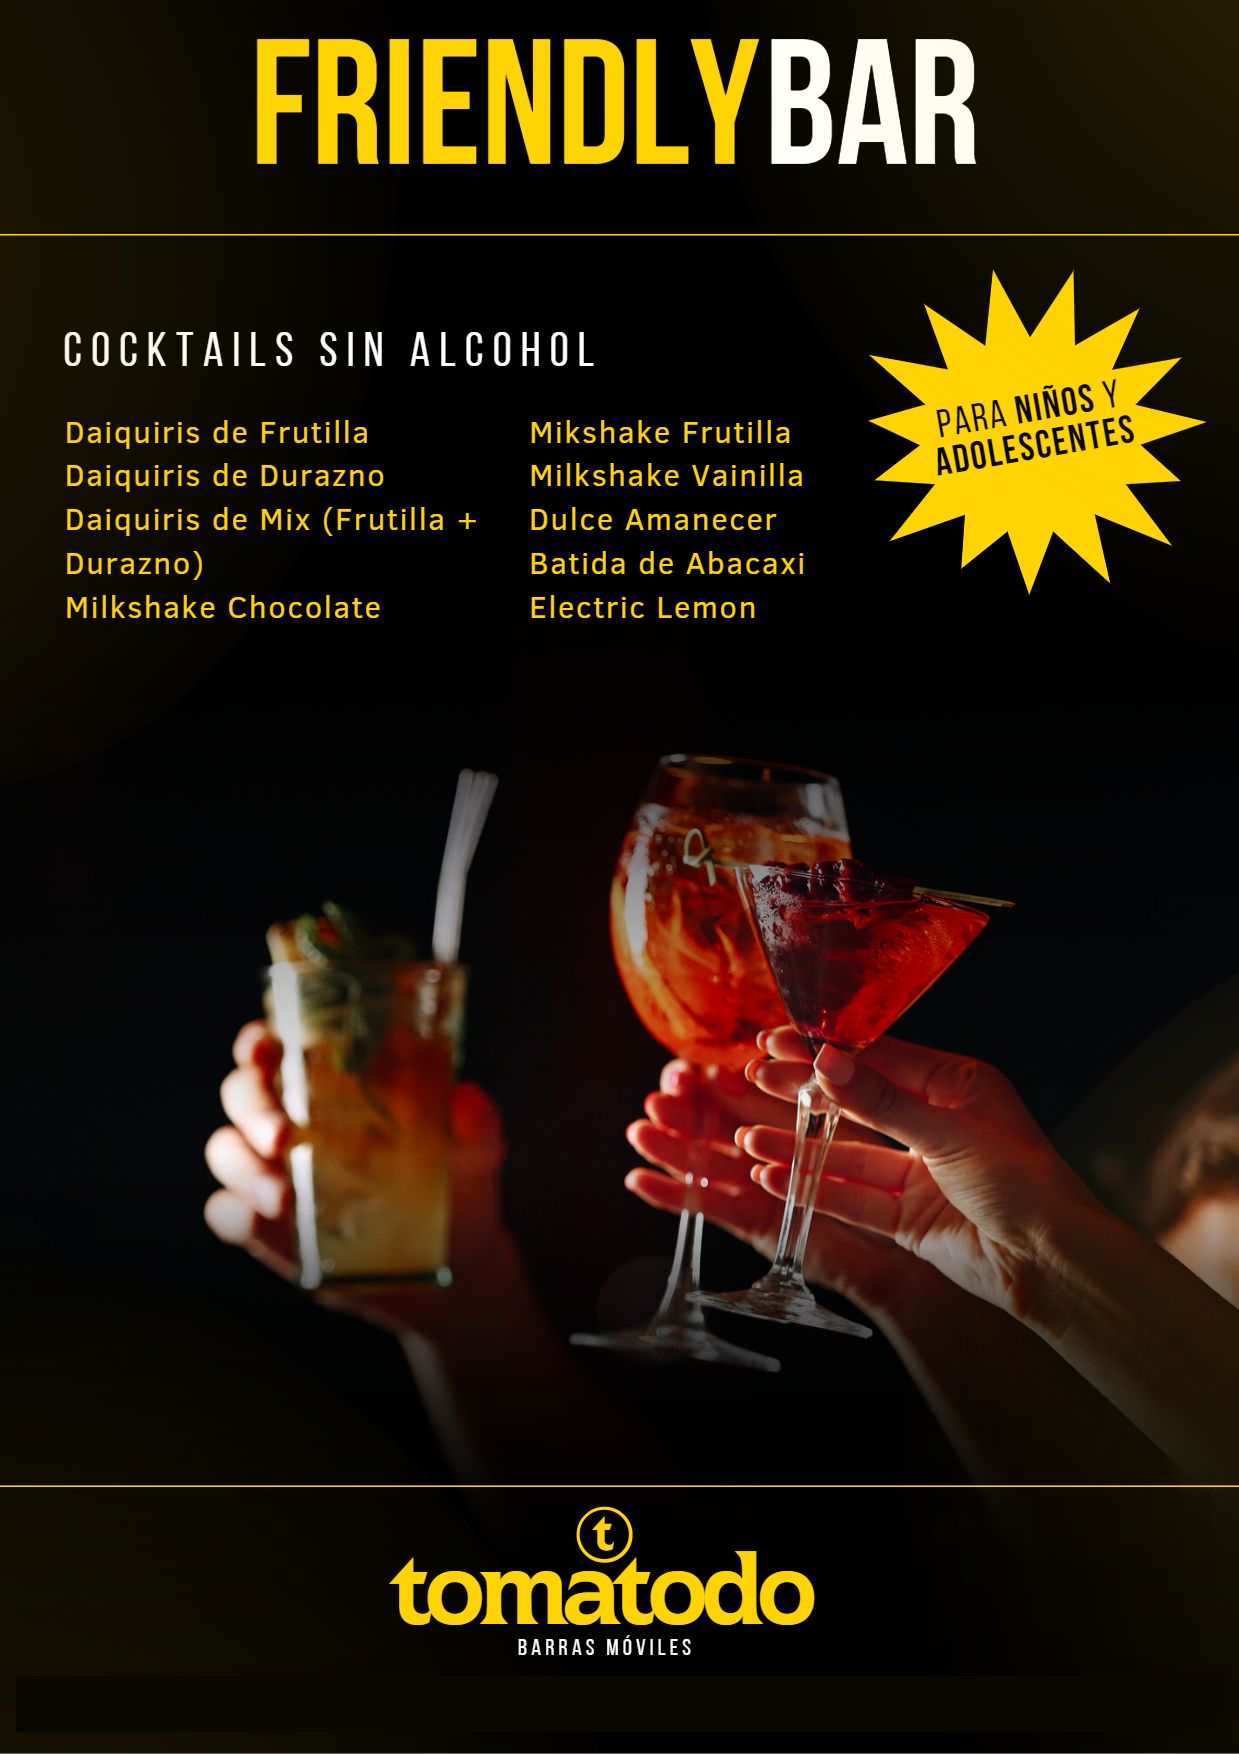 FRIENDLYBAR
COCKTAILS SIN ALCOHOL
Daiquiris de Frutilla
Daiquiris de Durazno
Daiquiris de Mix (Frutilla +
Durazno)
Milkshake Chocolate
Mikshake Frutilla
Milkshake Vainilla
Dulce Amanecer
Batida de Abacaxi
Electric Lemon
PARA NIÑOS Y
ADOLESCENTES
t
tomatodo
BARRAS MÓVILES